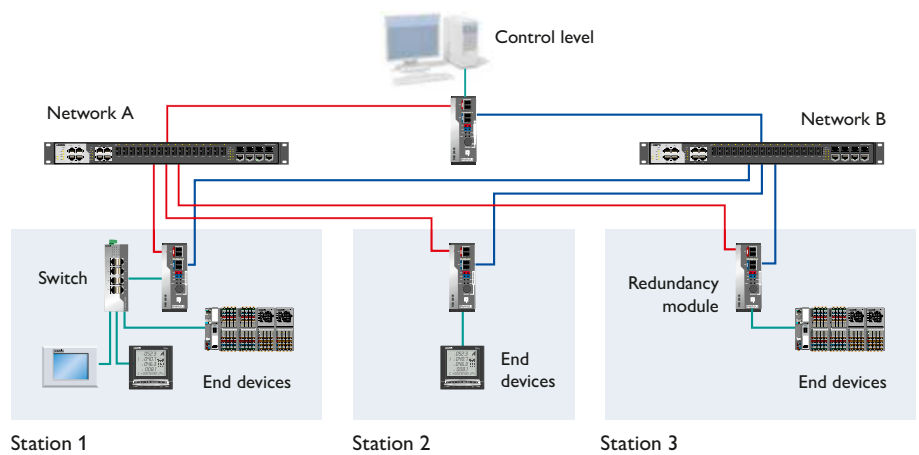 Control level
Network A
Network B
Switch
Redundancy
module
End devices
End
devices
End devices
Station 1
Station 2
Station 3